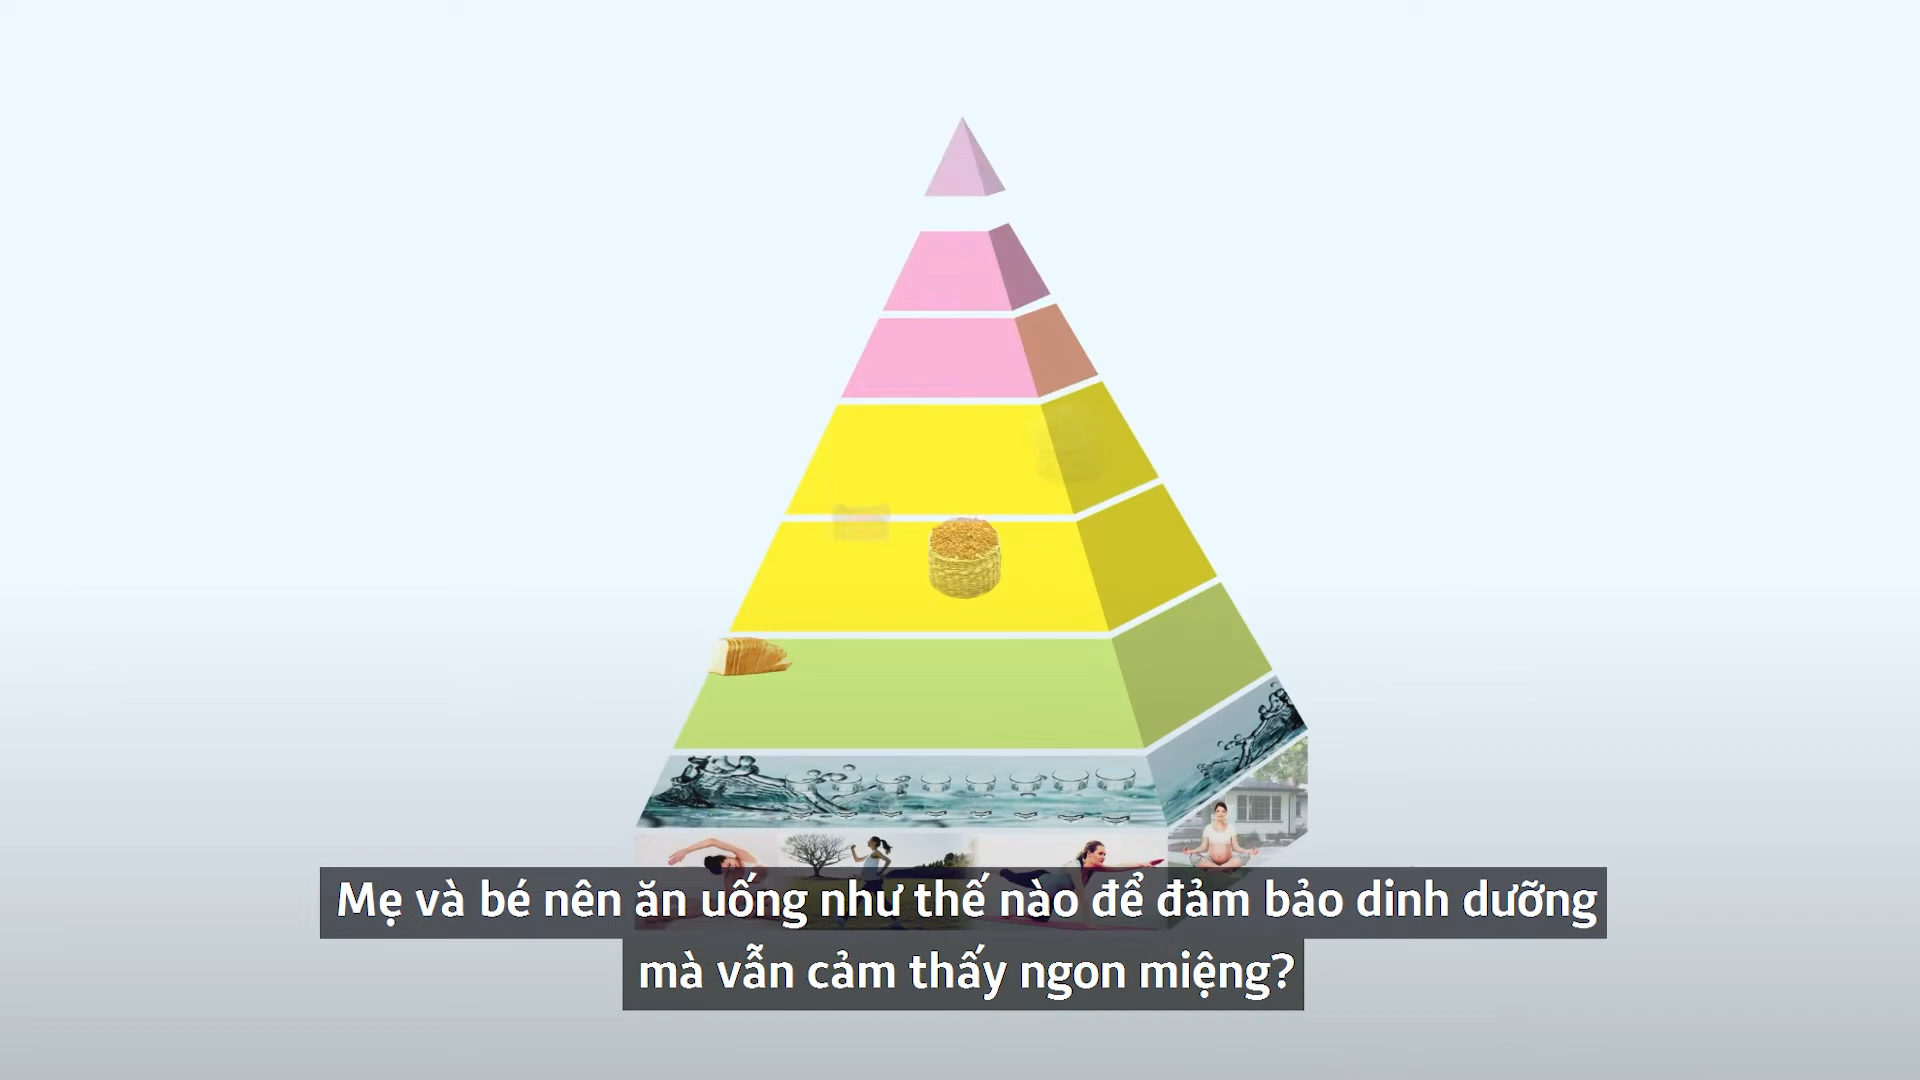 Mẹ và bé nên ăn uống như thế nào để đảm bảo dinh dưỡng
mà vẫn cảm thấy ngon miệng?